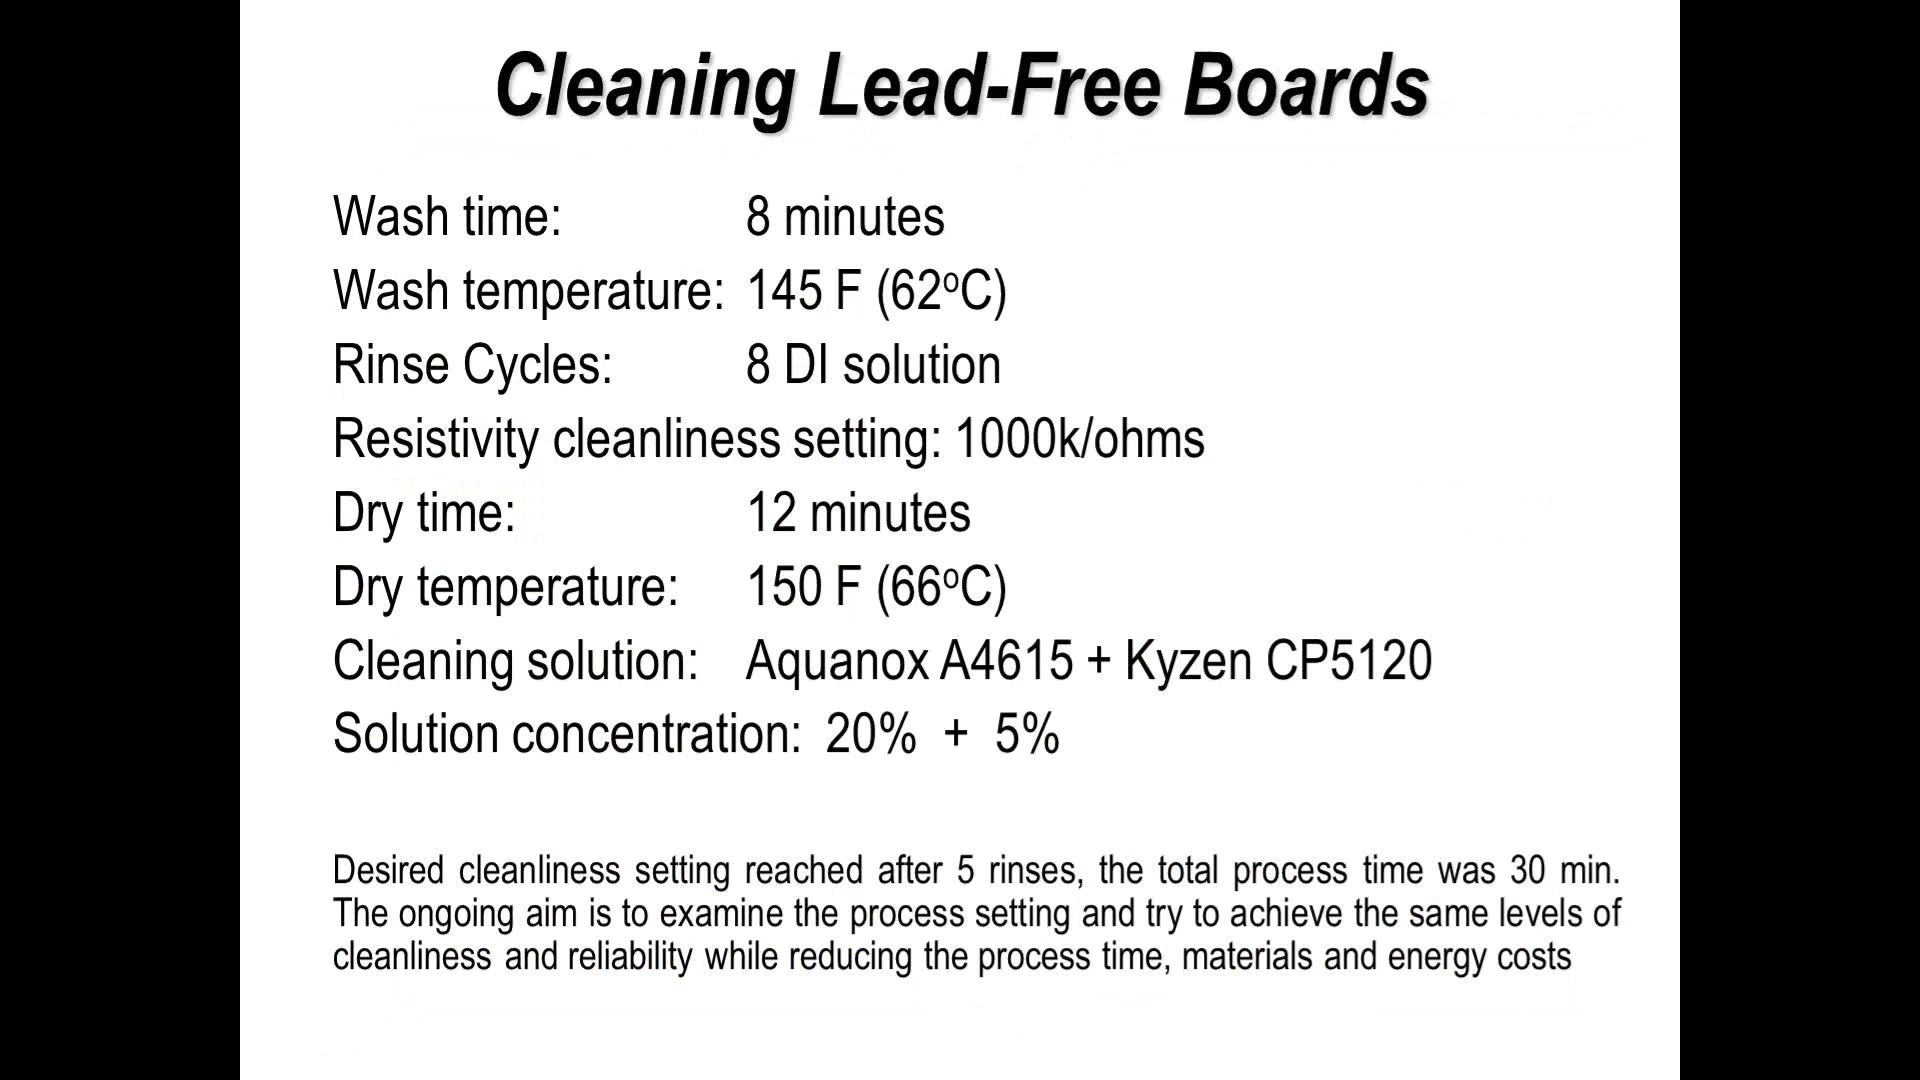 Cleaning Lead-Free Boards
Wash time: 8 minutes
Wash temperature: 145 F (62ºC)
Rinse Cycles: 8 DI solution
Resistivity cleanliness setting: 1000k/ohms
Dry time: 12 minutes
Dry temperature: 150 F (66ºC)
Cleaning solution: Aquanox A4615 + Kyzen CP5120
Solution concentration: 20% + 5%
Desired cleanliness setting reached after 5 rinses, the total process time was 30 min.
The ongoing aim is to examine the process setting and try to achieve the same levels of
cleanliness and reliability while reducing the process time, materials and energy costs